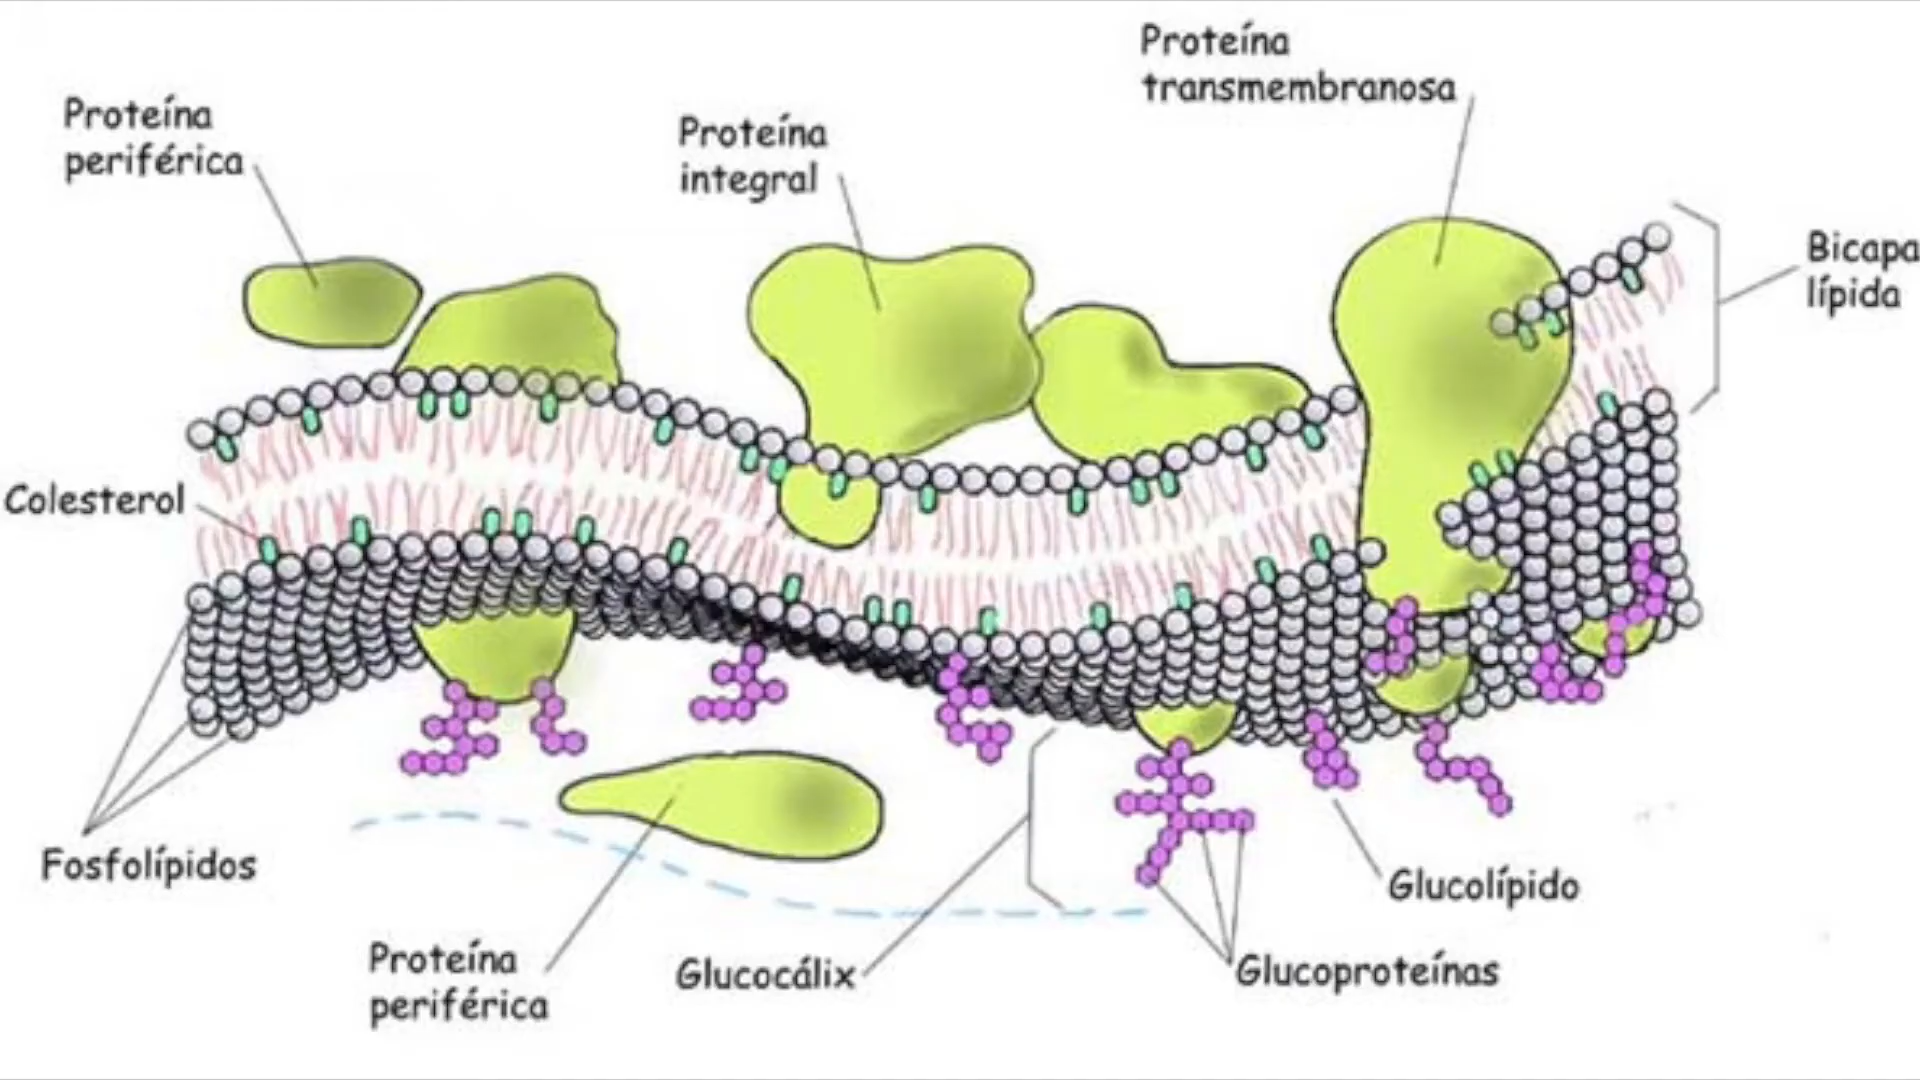 Proteína
transmembranosa
Proteína
periférica
Proteína
integral
Bicapa
lípida
Colesterol
Fosfolípidos
Glucolípido
Proteína
periférica
Glucocálix
Glucoproteínas